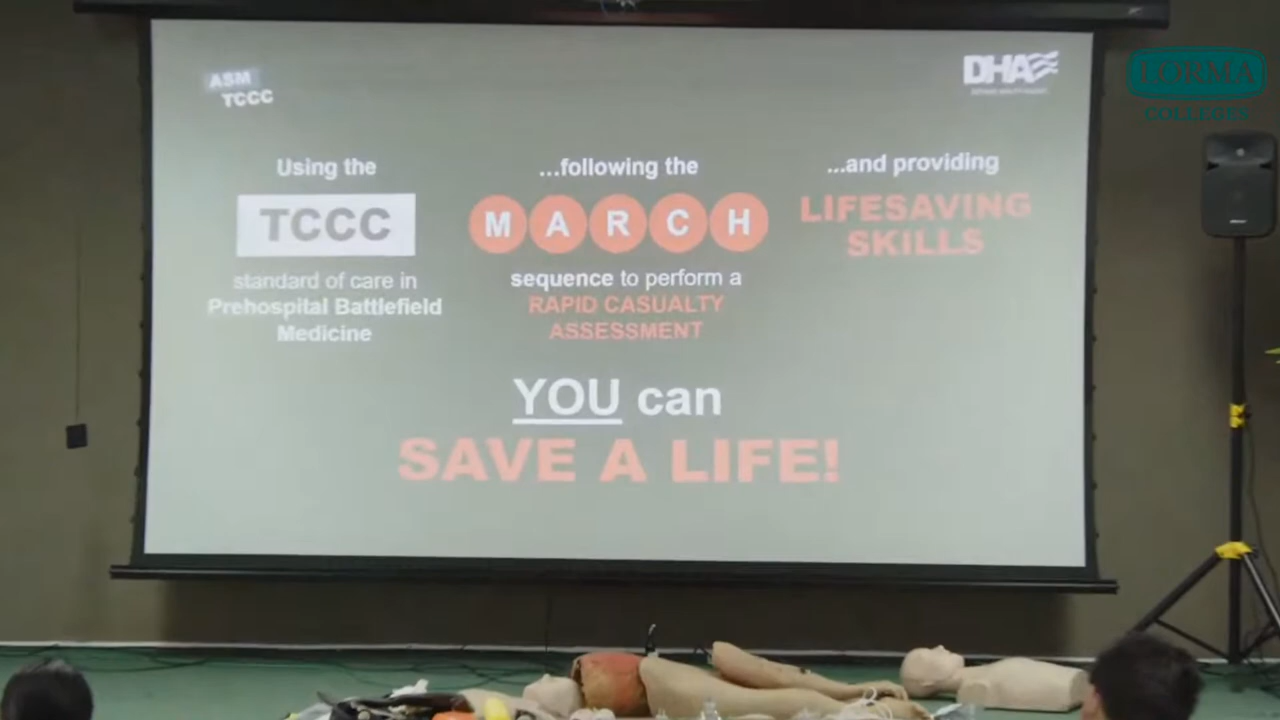 ASM
TCCC
DHA
LORMA
COLLEGES
Using the
TCCC
standard of care in
Prehospital Battlefield
Medicine
...following the
M A R C H
sequence to perform a
RAPID CASUALTY
ASSESSMENT
...and providing
LIFESAVING
SKILLS
YOU can
SAVE A LIFE!